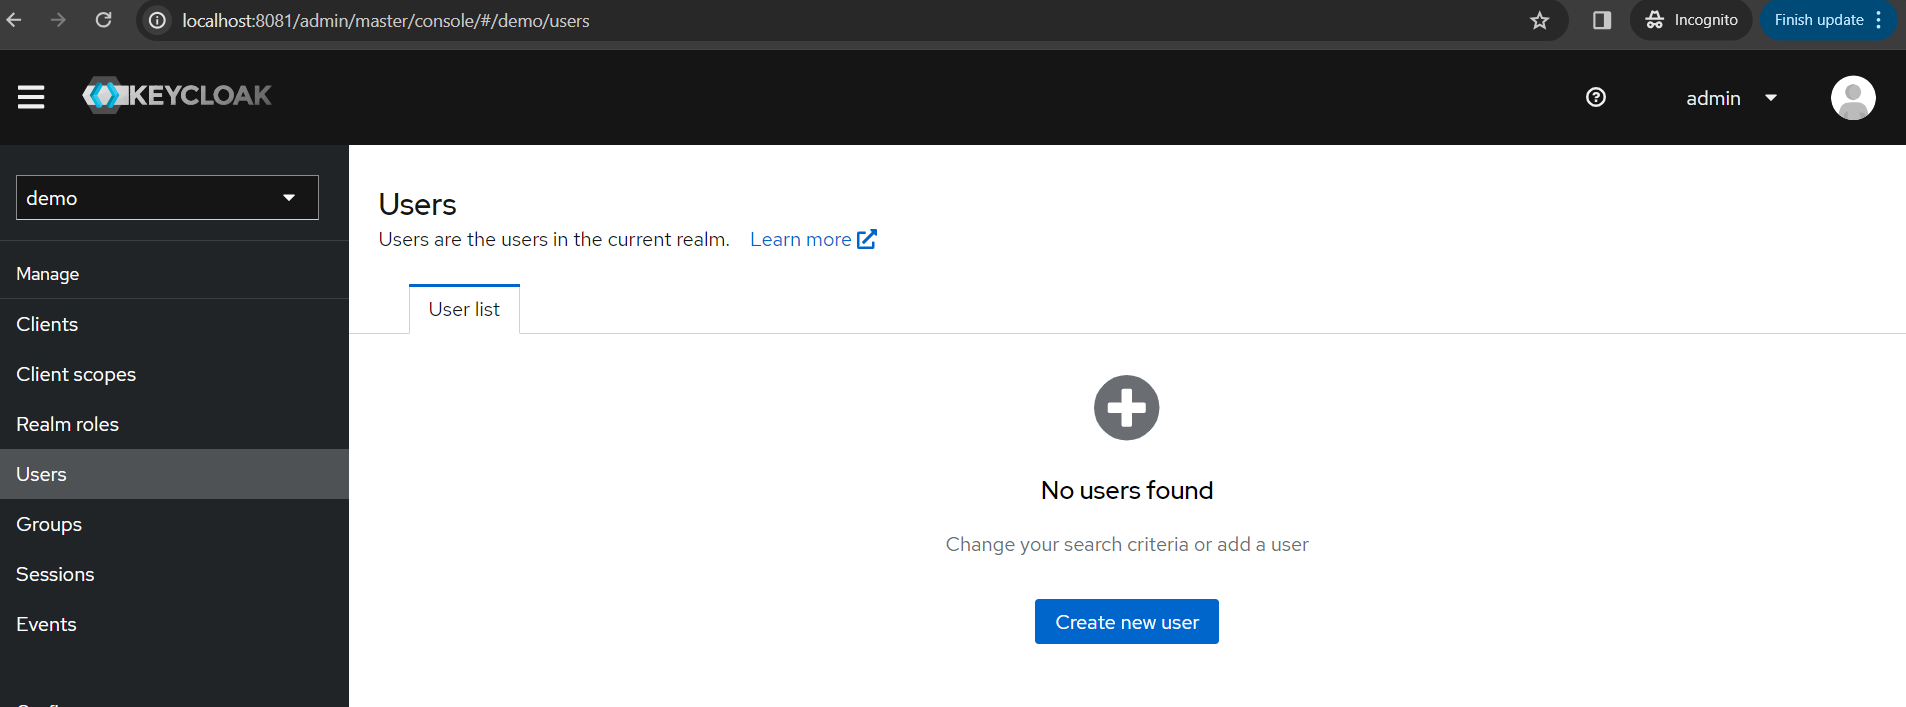 localhost:8081/admin/master/console/#/demo/users
Incognito
Finish update
KEYCLOAK
admin
demo
Manage
Clients
Client scopes
Realm roles
Users
Groups
Sessions
Events
Users
Users are the users in the current realm. Learn more
User list
No users found
Change your search criteria or add a user
Create new user